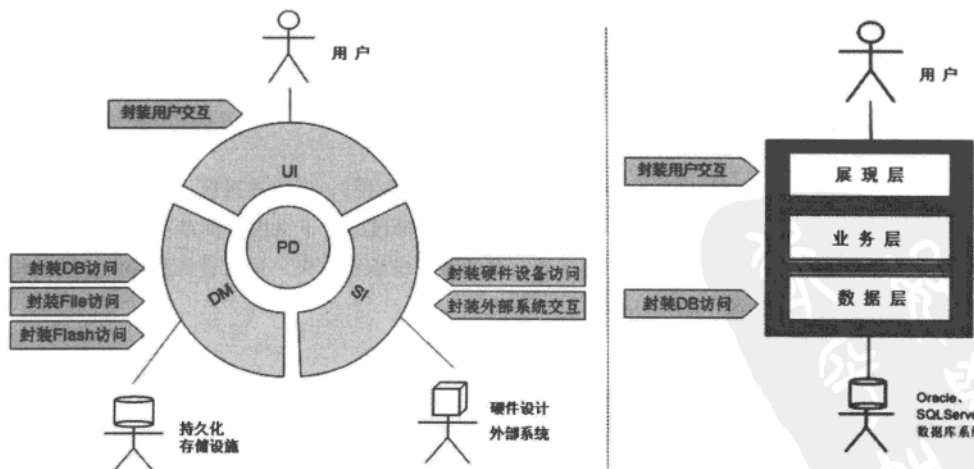 用户
封装用户交互
UI
PD
DM
SI
封装DB访问
封装File访问
封装Flash访问
封装硬件设备访问
封装外部系统交互
持久化
存储设施
硬件设计
外部系统
用户
封装用户交互
展现层
业务层
数据层
封装DB访问
Oracle、
SQLServe
数据库系